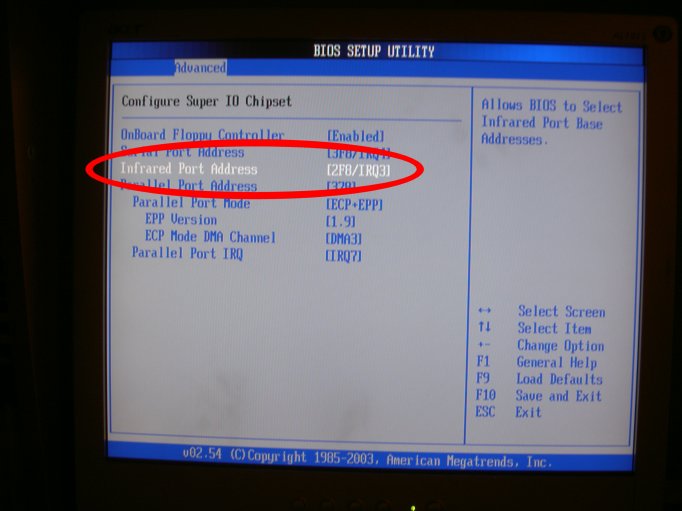 BIOS SETUP UTILITY
Advanced
Configure Super IO Chipset
OnBoard Floppy Controller [Enabled]
Serial Port Address [3F8/IRQ4]
Infrared Port Address [2F8/IRQ3]
Parallel Port Address [378]
Parallel Port Mode [ECP+EPP]
EPP Version [1.9]
ECP Mode DMA Channel [DMA3]
Parallel Port IRQ [IRQ7]
Allows BIOS to Select
Infrared Port Base
Addresses.
↔ Select Screen
↑↓ Select Item
+- Change Option
F1 General Help
F9 Load Defaults
F10 Save and Exit
ESC Exit
v02.54 (C)Copyright 1985-2003, American Megatrends, Inc.